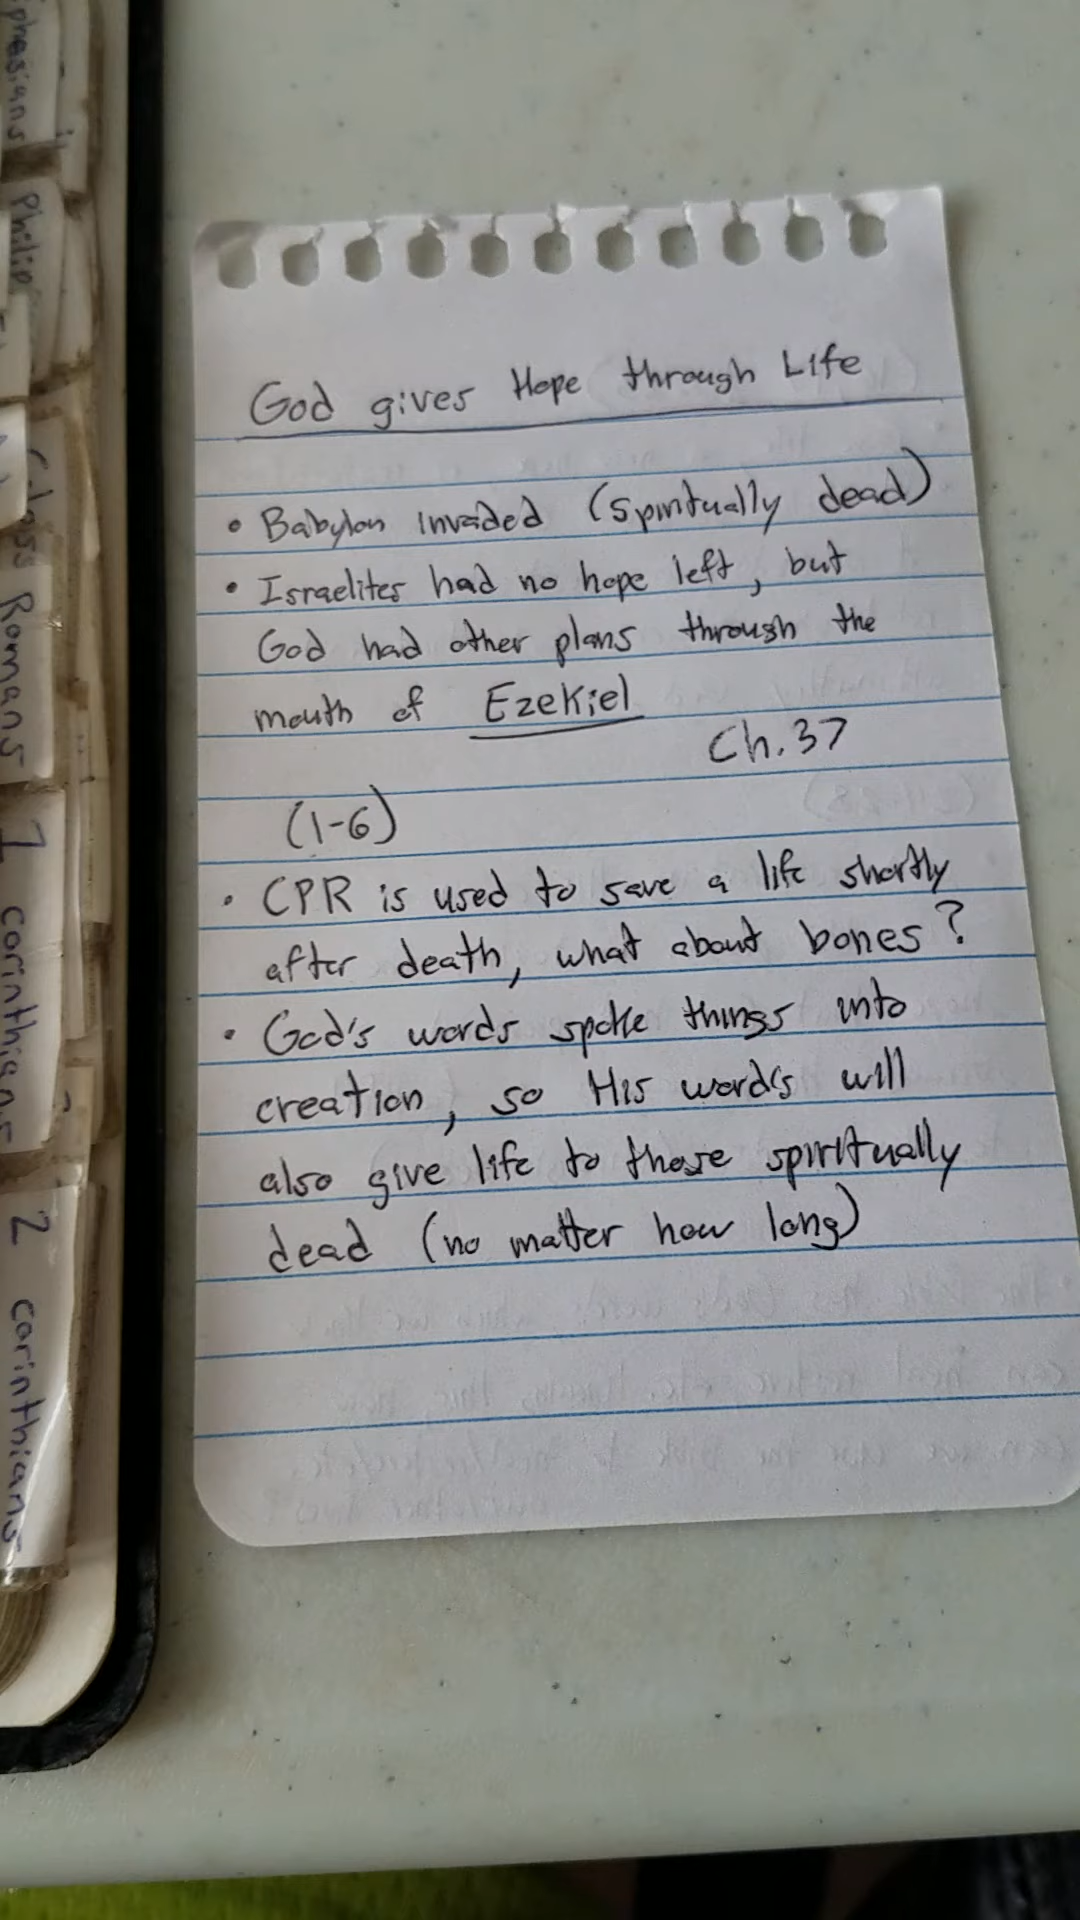 God gives Hope through Life
• Babylon invaded (Spiritually dead)
• Israelites had no hope left, but
God had other plans through the
mouth of Ezekiel
Ch. 37
(1-6)
• CPR is used to save a life shortly
after death, what about bones?
• God's words spoke things into
creation, so His words will
also give life to those spiritually
dead (no matter how long)
Philip
Coloss
Romans
1 corinthians
2 corinthians